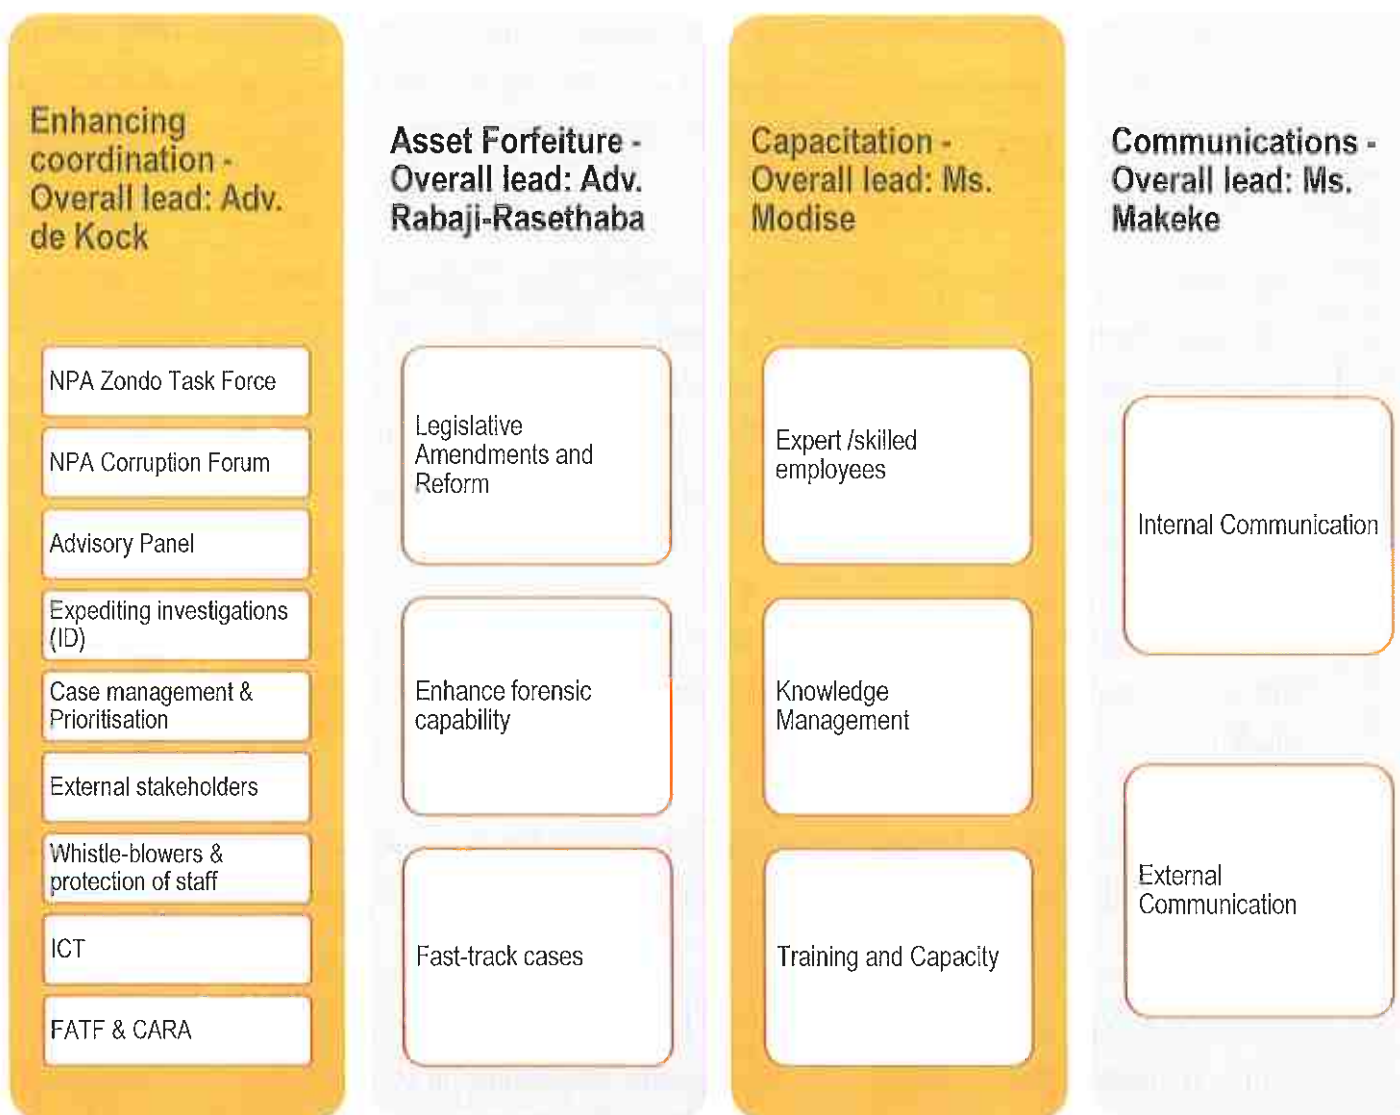 Enhancing
coordination -
Overall lead: Adv.
de Kock
NPA Zondo Task Force
NPA Corruption Forum
Advisory Panel
Expediting investigations
(ID)
Case management &
Prioritisation
External stakeholders
Whistle-blowers &
protection of staff
ICT
FATF & CARA
Asset Forfeiture -
Overall lead: Adv.
Rabaji-Rasethaba
Legislative
Amendments and
Reform
Enhance forensic
capability
Fast-track cases
Capacitation -
Overall lead: Ms.
Modise
Expert /skilled
employees
Knowledge
Management
Training and Capacity
Communications -
Overall lead: Ms.
Makeke
Internal Communication
External
Communication